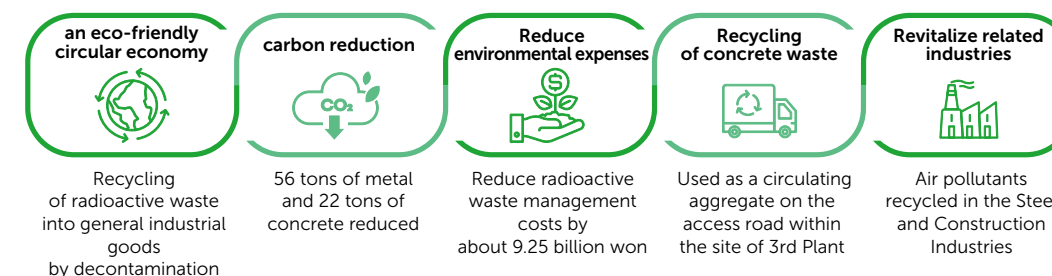 an eco-friendly
circular economy
Recycling
of radioactive waste
into general industrial
goods
by decontamination
carbon reduction
CO₂
56 tons of metal
and 22 tons of
concrete reduced
Reduce
environmental expenses
$
Reduce radioactive
waste management
costs by
about 9.25 billion won
Recycling
of concrete waste
Used as a circulating
aggregate on the
access road within
the site of 3rd Plant
Revitalize related
industries
Air pollutants
recycled in the Stee
and Construction
Industries